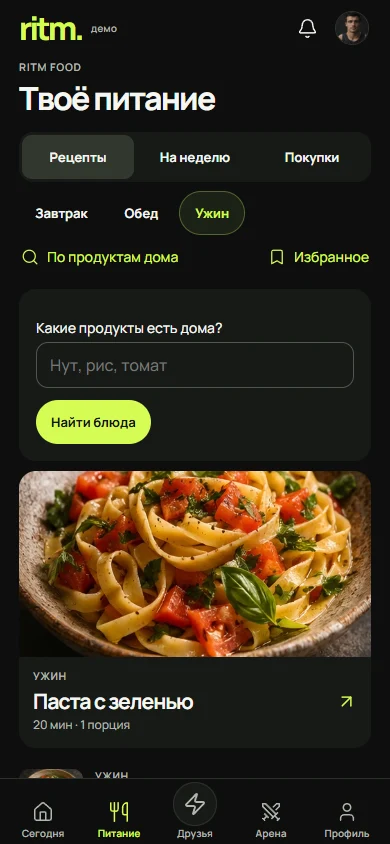 ritm. демо
RITM FOOD
Твоё питание
Рецепты На неделю Покупки
Завтрак Обед Ужин
По продуктам дома Избранное
Какие продукты есть дома?
Нут, рис, томат
Найти блюда
УЖИН
Паста с зеленью
20 мин · 1 порция
УЖИН
Сегодня Питание Друзья Арена Профиль